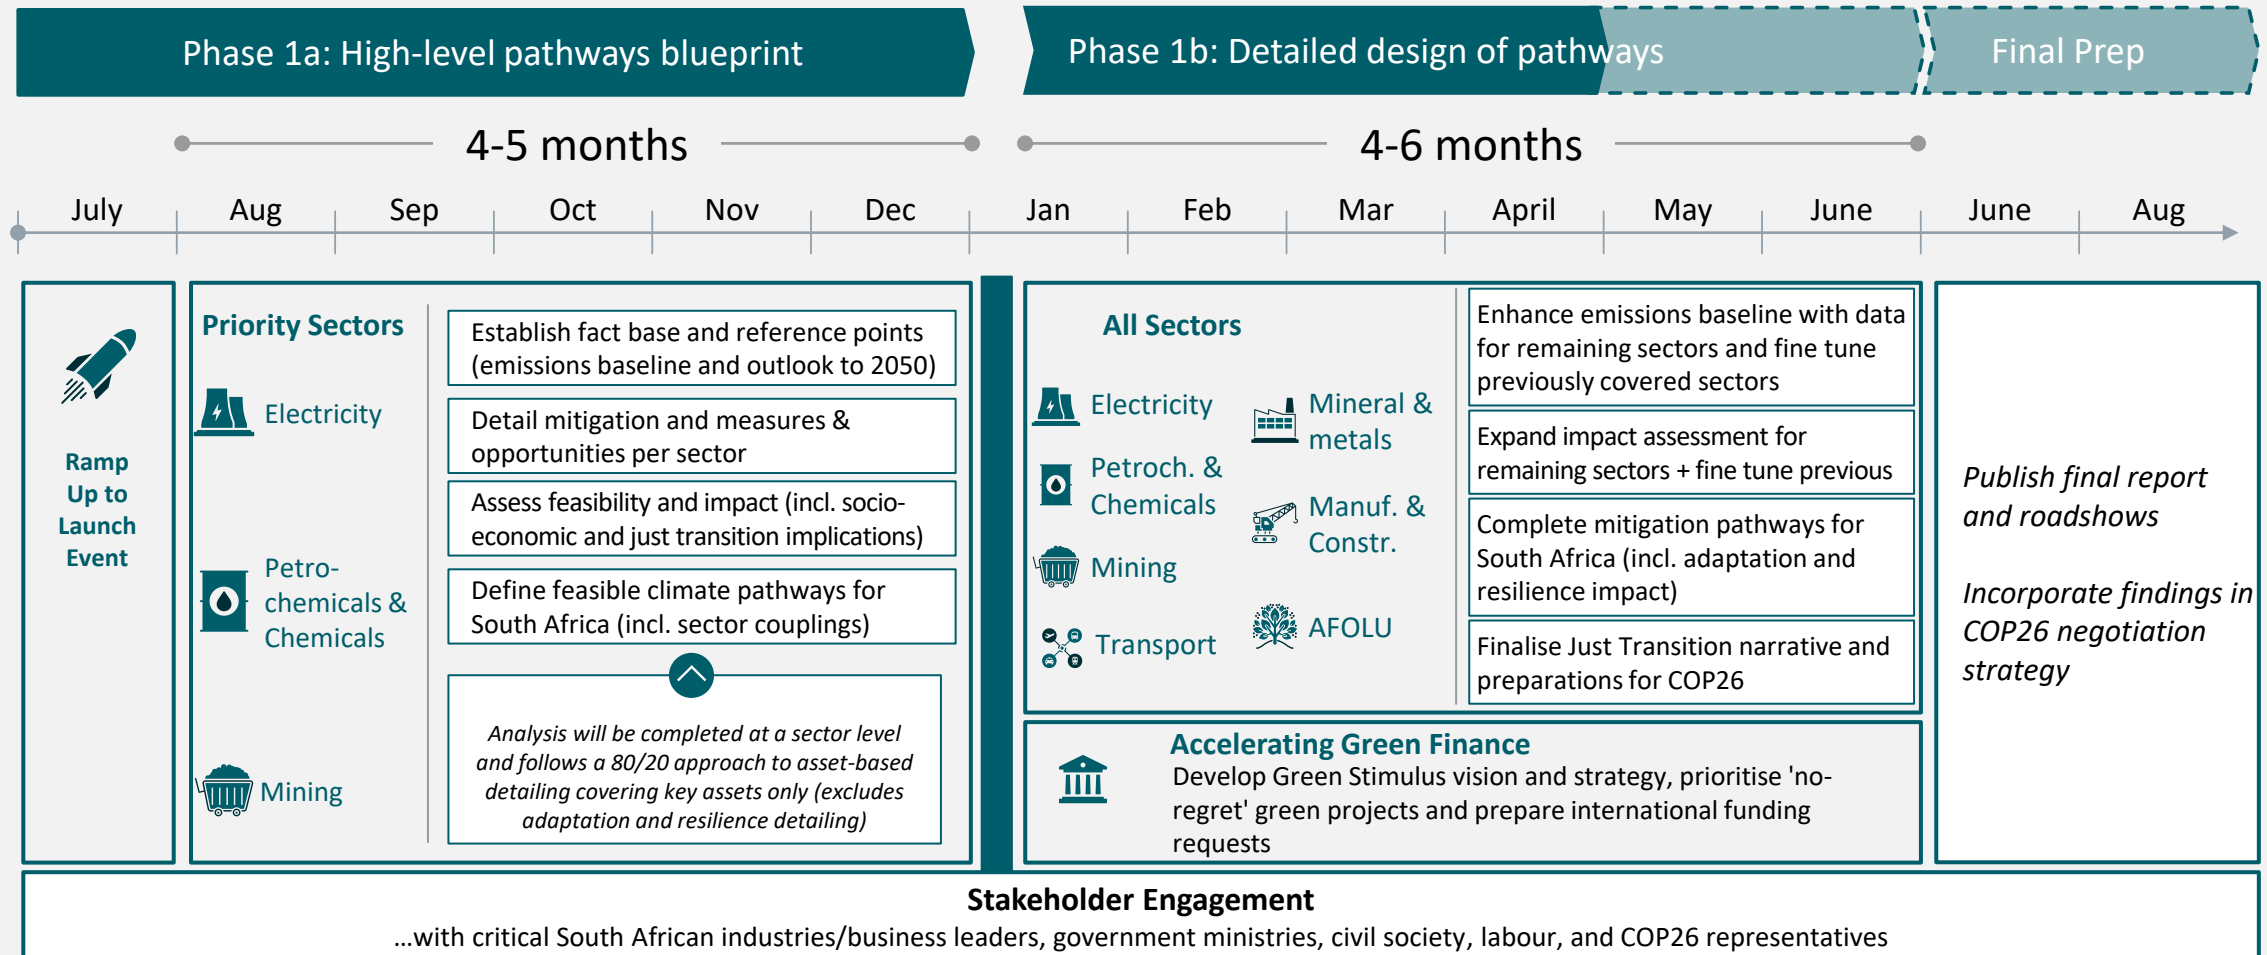 Phase 1a: High-level pathways blueprint
Phase 1b: Detailed design of pathways
Final Prep
4-5 months
4-6 months
July
Aug
Sep
Oct
Nov
Dec
Jan
Feb
Mar
April
May
June
June
Aug
Ramp
Up to
Launch
Event
Priority Sectors
Electricity
Petro-
chemicals &
Chemicals
Mining
Establish fact base and reference points
(emissions baseline and outlook to 2050)
Detail mitigation and measures &
opportunities per sector
Assess feasibility and impact (incl. socio-
economic and just transition implications)
Define feasible climate pathways for
South Africa (incl. sector couplings)
Analysis will be completed at a sector level
and follows a 80/20 approach to asset-based
detailing covering key assets only (excludes
adaptation and resilience detailing)
All Sectors
Electricity
Petroch. &
Chemicals
Mining
Transport
Mineral &
metals
Manuf. &
Constr.
AFOLU
Enhance emissions baseline with data
for remaining sectors and fine tune
previously covered sectors
Expand impact assessment for
remaining sectors + fine tune previous
Complete mitigation pathways for
South Africa (incl. adaptation and
resilience impact)
Finalise Just Transition narrative and
preparations for COP26
Accelerating Green Finance
Develop Green Stimulus vision and strategy, prioritise 'no-
regret' green projects and prepare international funding
requests
Publish final report
and roadshows
Incorporate findings in
COP26 negotiation
strategy
Stakeholder Engagement
...with critical South African industries/business leaders, government ministries, civil society, labour, and COP26 representatives